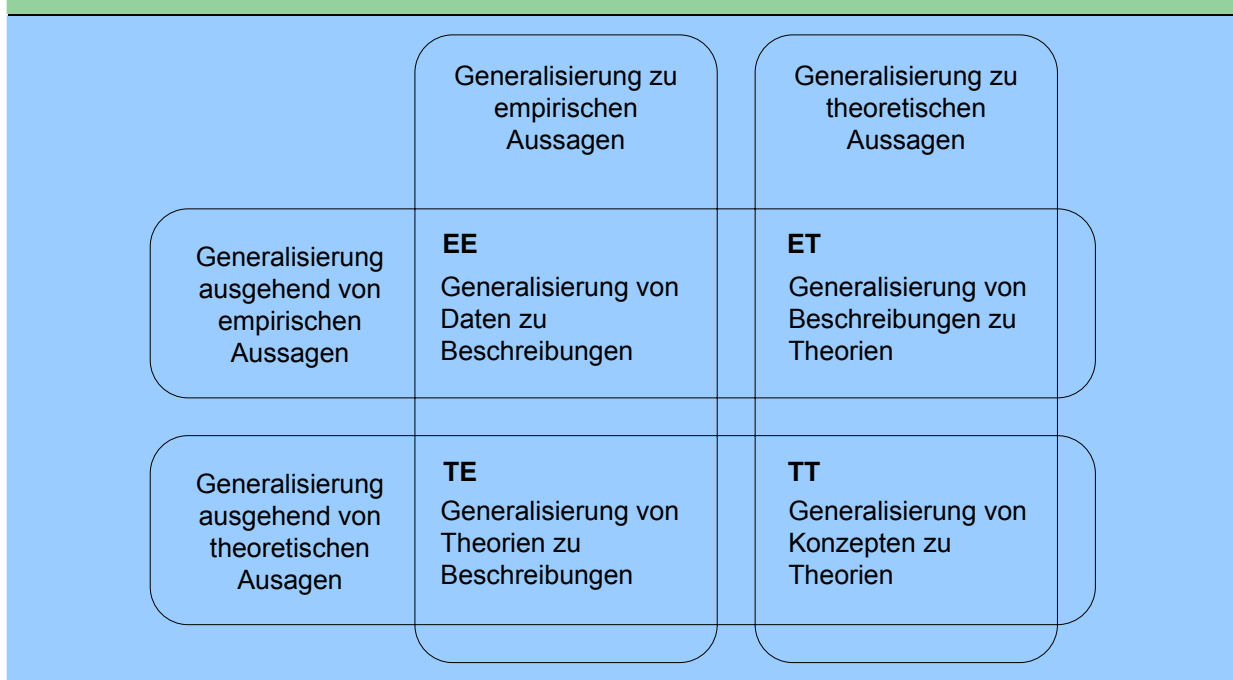 Generalisierung zu
empirischen
Aussagen
Generalisierung zu
theoretischen
Aussagen
Generalisierung
ausgehend von
empirischen
Aussagen
EE
Generalisierung von
Daten zu
Beschreibungen
ET
Generalisierung von
Beschreibungen zu
Theorien
Generalisierung
ausgehend von
theoretischen
Ausagen
TE
Generalisierung von
Theorien zu
Beschreibungen
TT
Generalisierung von
Konzepten zu
Theorien